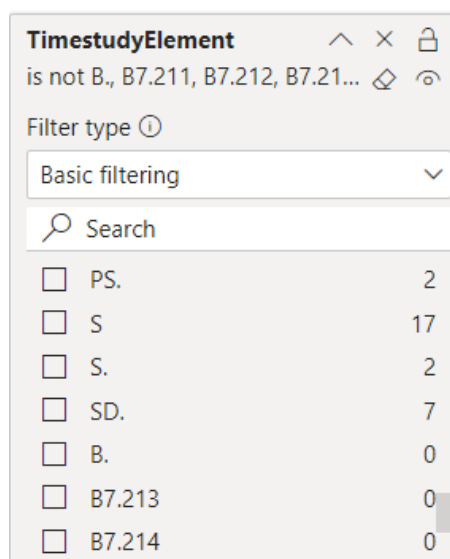 TimestudyElement
is not B., B7.211, B7.212, B7.21...
Filter type
Basic filtering
Search
PS. 2
S 17
S. 2
SD. 7
B. 0
B7.213 0
B7.214 0